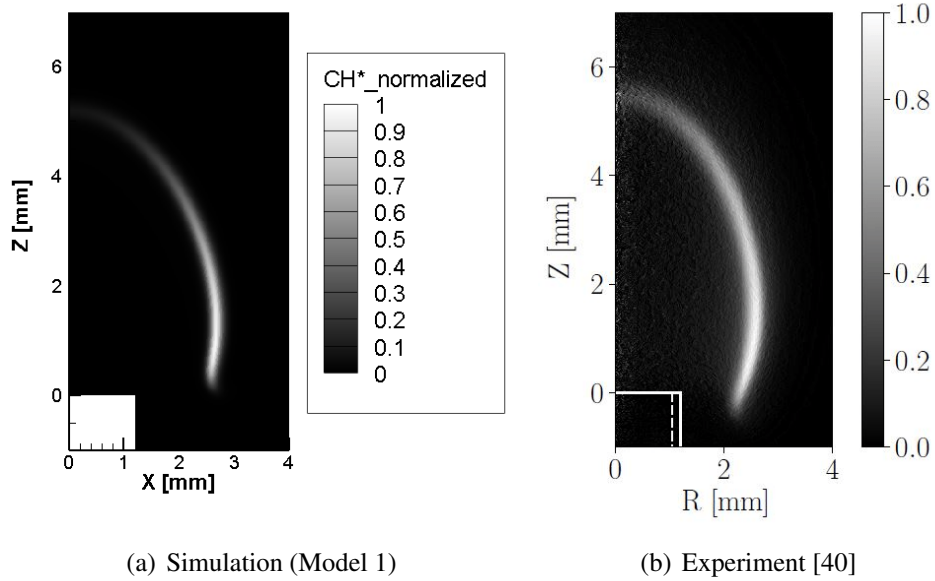 6
4
2
0
Z [mm]
0 1 2 3 4
X [mm]
CH*_normalized
1
0.9
0.8
0.7
0.6
0.5
0.4
0.3
0.2
0.1
0
6
4
2
0
Z [mm]
0 2 4
R [mm]
1.0
0.8
0.6
0.4
0.2
0.0
(a) Simulation (Model 1)
(b) Experiment [40]